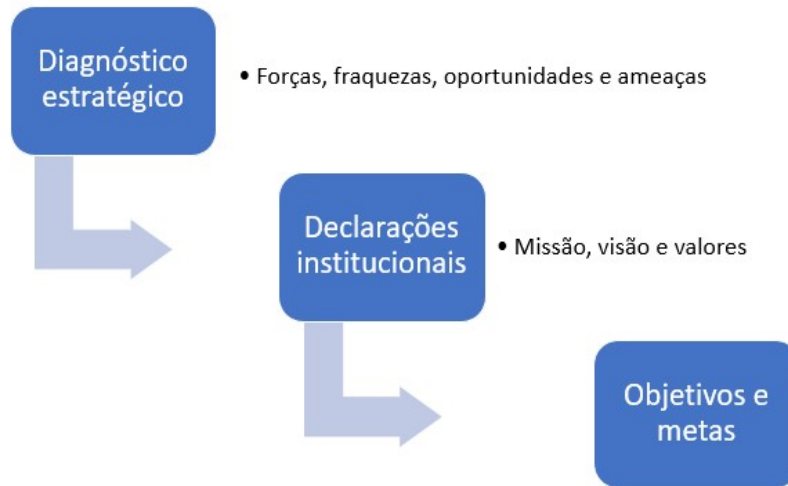 Diagnóstico
estratégico
• Forças, fraquezas, oportunidades e ameaças
Declarações
institucionais
• Missão, visão e valores
Objetivos e
metas